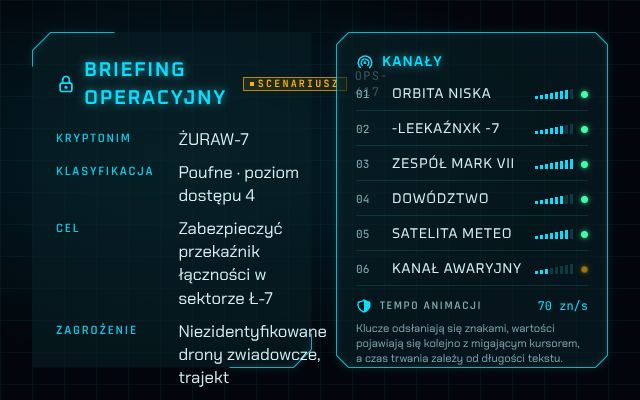 BRIEFING
OPERACYJNY
SCENARIUSZ
KRYPTONIM
ŻURAW-7
KLASYFIKACJA
Poufne · poziom
dostępu 4
CEL
Zabezpieczyć
przekaźnik
łączności w
sektorze Ł-7
ZAGROŻENIE
Niezidentyfikowane
drony zwiadowcze,
trajekt
KANAŁY
OPS-
01 ORBITA NISKA
02 -LEEKAŹNXK -7
03 ZESPÓŁ MARK VII
04 DOWÓDZTWO
05 SATELITA METEO
06 KANAŁ AWARYJNY
TEMPO ANIMACJI 70 zn/s
Klucze odsłaniają się znakami, wartości
pojawiają się kolejno z migającym kursorem,
a czas trwania zależy od długości tekstu.